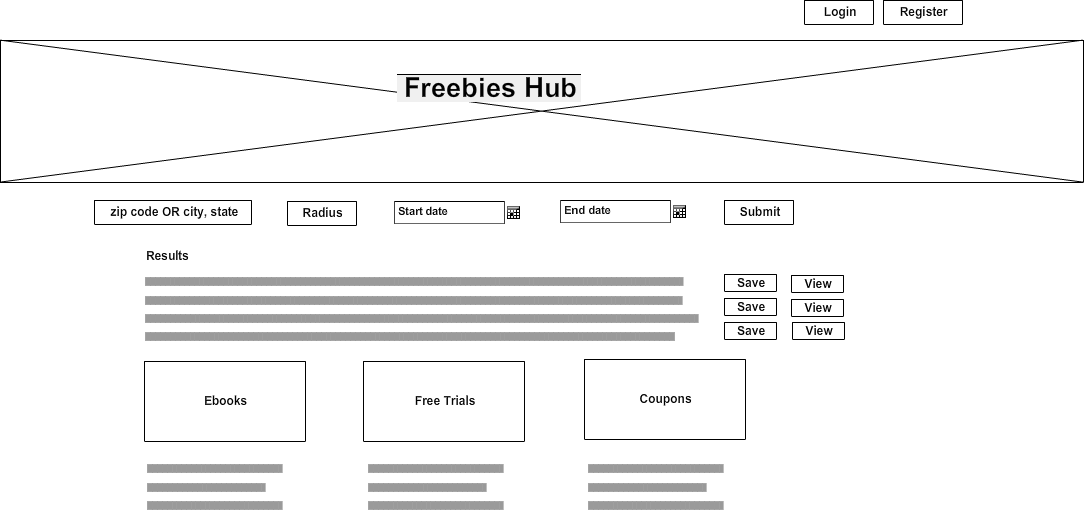 Login Register
Freebies Hub
zip code OR city, state Radius Start date End date Submit
Results
Save View
Save View
Save View
Ebooks Free Trials Coupons